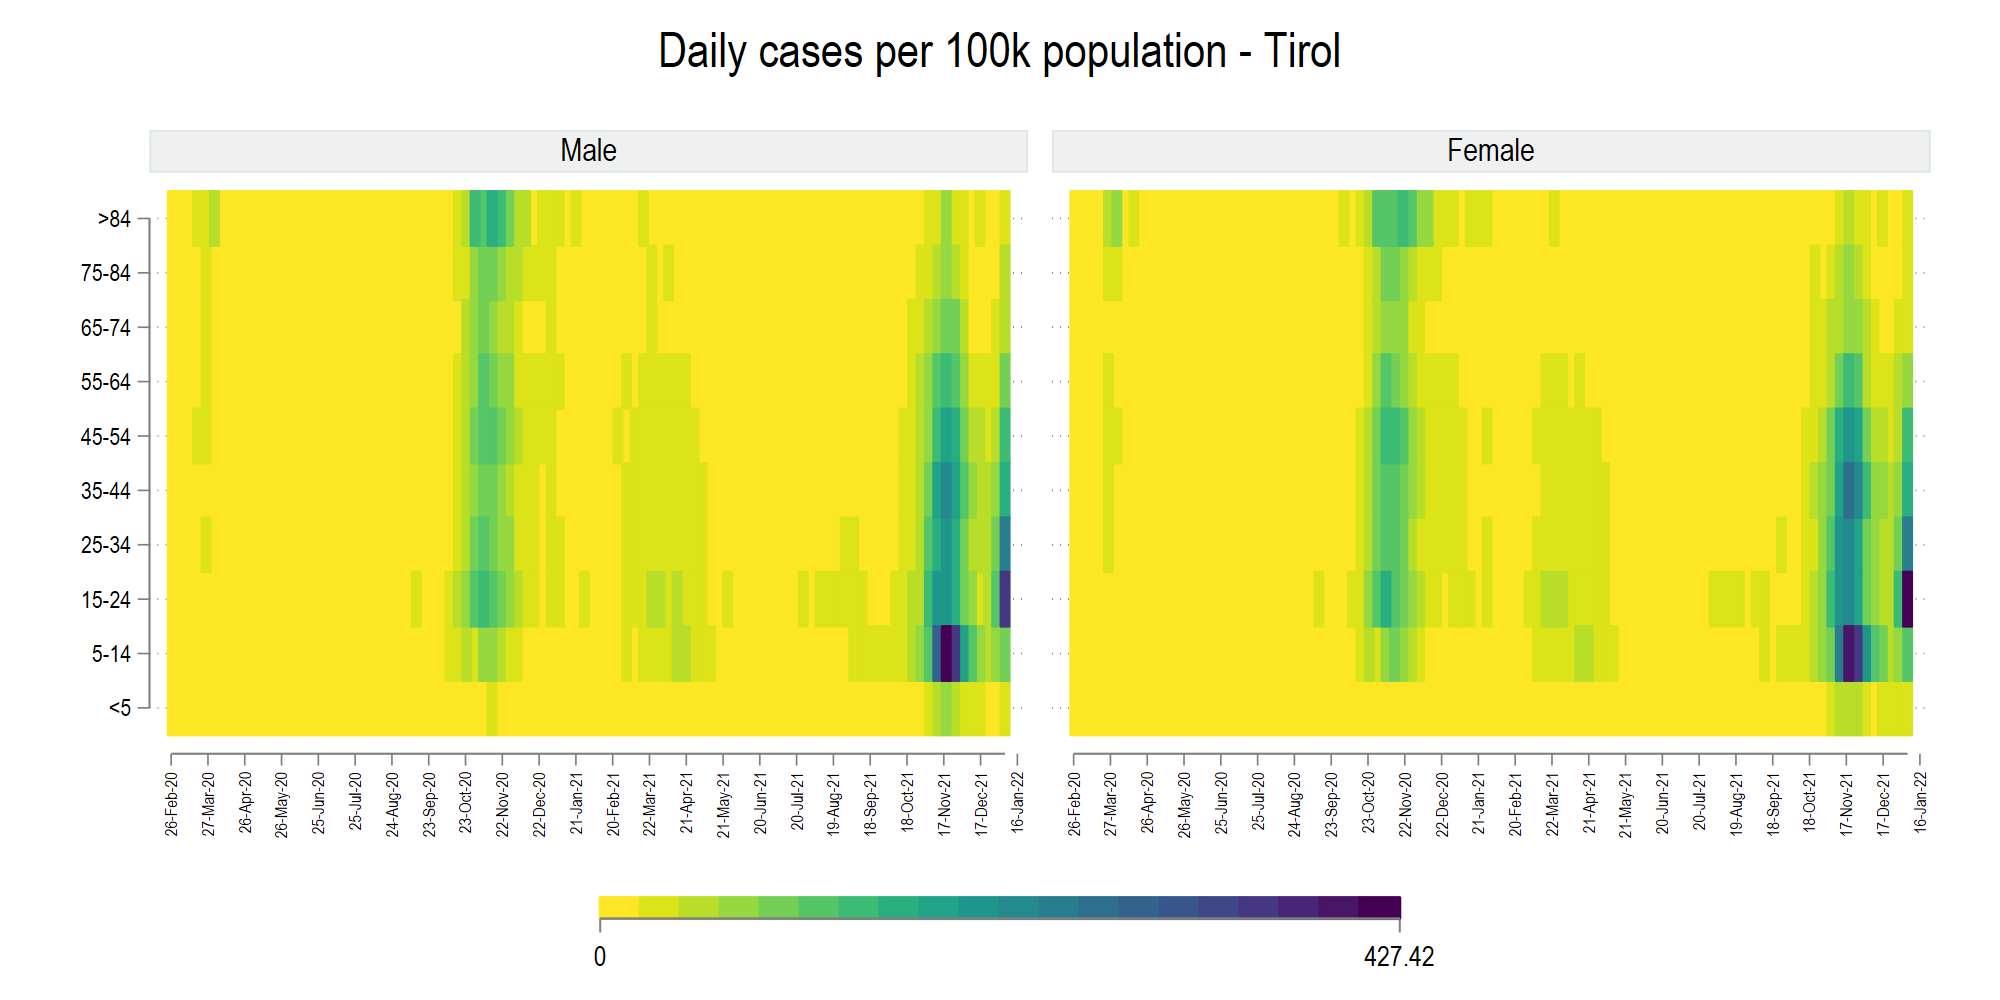 Daily cases per 100k population - Tirol
Male
Female
>84
75-84
65-74
55-64
45-54
35-44
25-34
15-24
5-14
<5
26-Feb-20
27-Mar-20
26-Apr-20
26-May-20
25-Jun-20
25-Jul-20
24-Aug-20
23-Sep-20
23-Oct-20
22-Nov-20
22-Dec-20
21-Jan-21
20-Feb-21
22-Mar-21
21-Apr-21
21-May-21
20-Jun-21
20-Jul-21
19-Aug-21
18-Sep-21
18-Oct-21
17-Nov-21
17-Dec-21
16-Jan-22
26-Feb-20
27-Mar-20
26-Apr-20
26-May-20
25-Jun-20
25-Jul-20
24-Aug-20
23-Sep-20
23-Oct-20
22-Nov-20
22-Dec-20
21-Jan-21
20-Feb-21
22-Mar-21
21-Apr-21
21-May-21
20-Jun-21
20-Jul-21
19-Aug-21
18-Sep-21
18-Oct-21
17-Nov-21
17-Dec-21
16-Jan-22
0
427.42